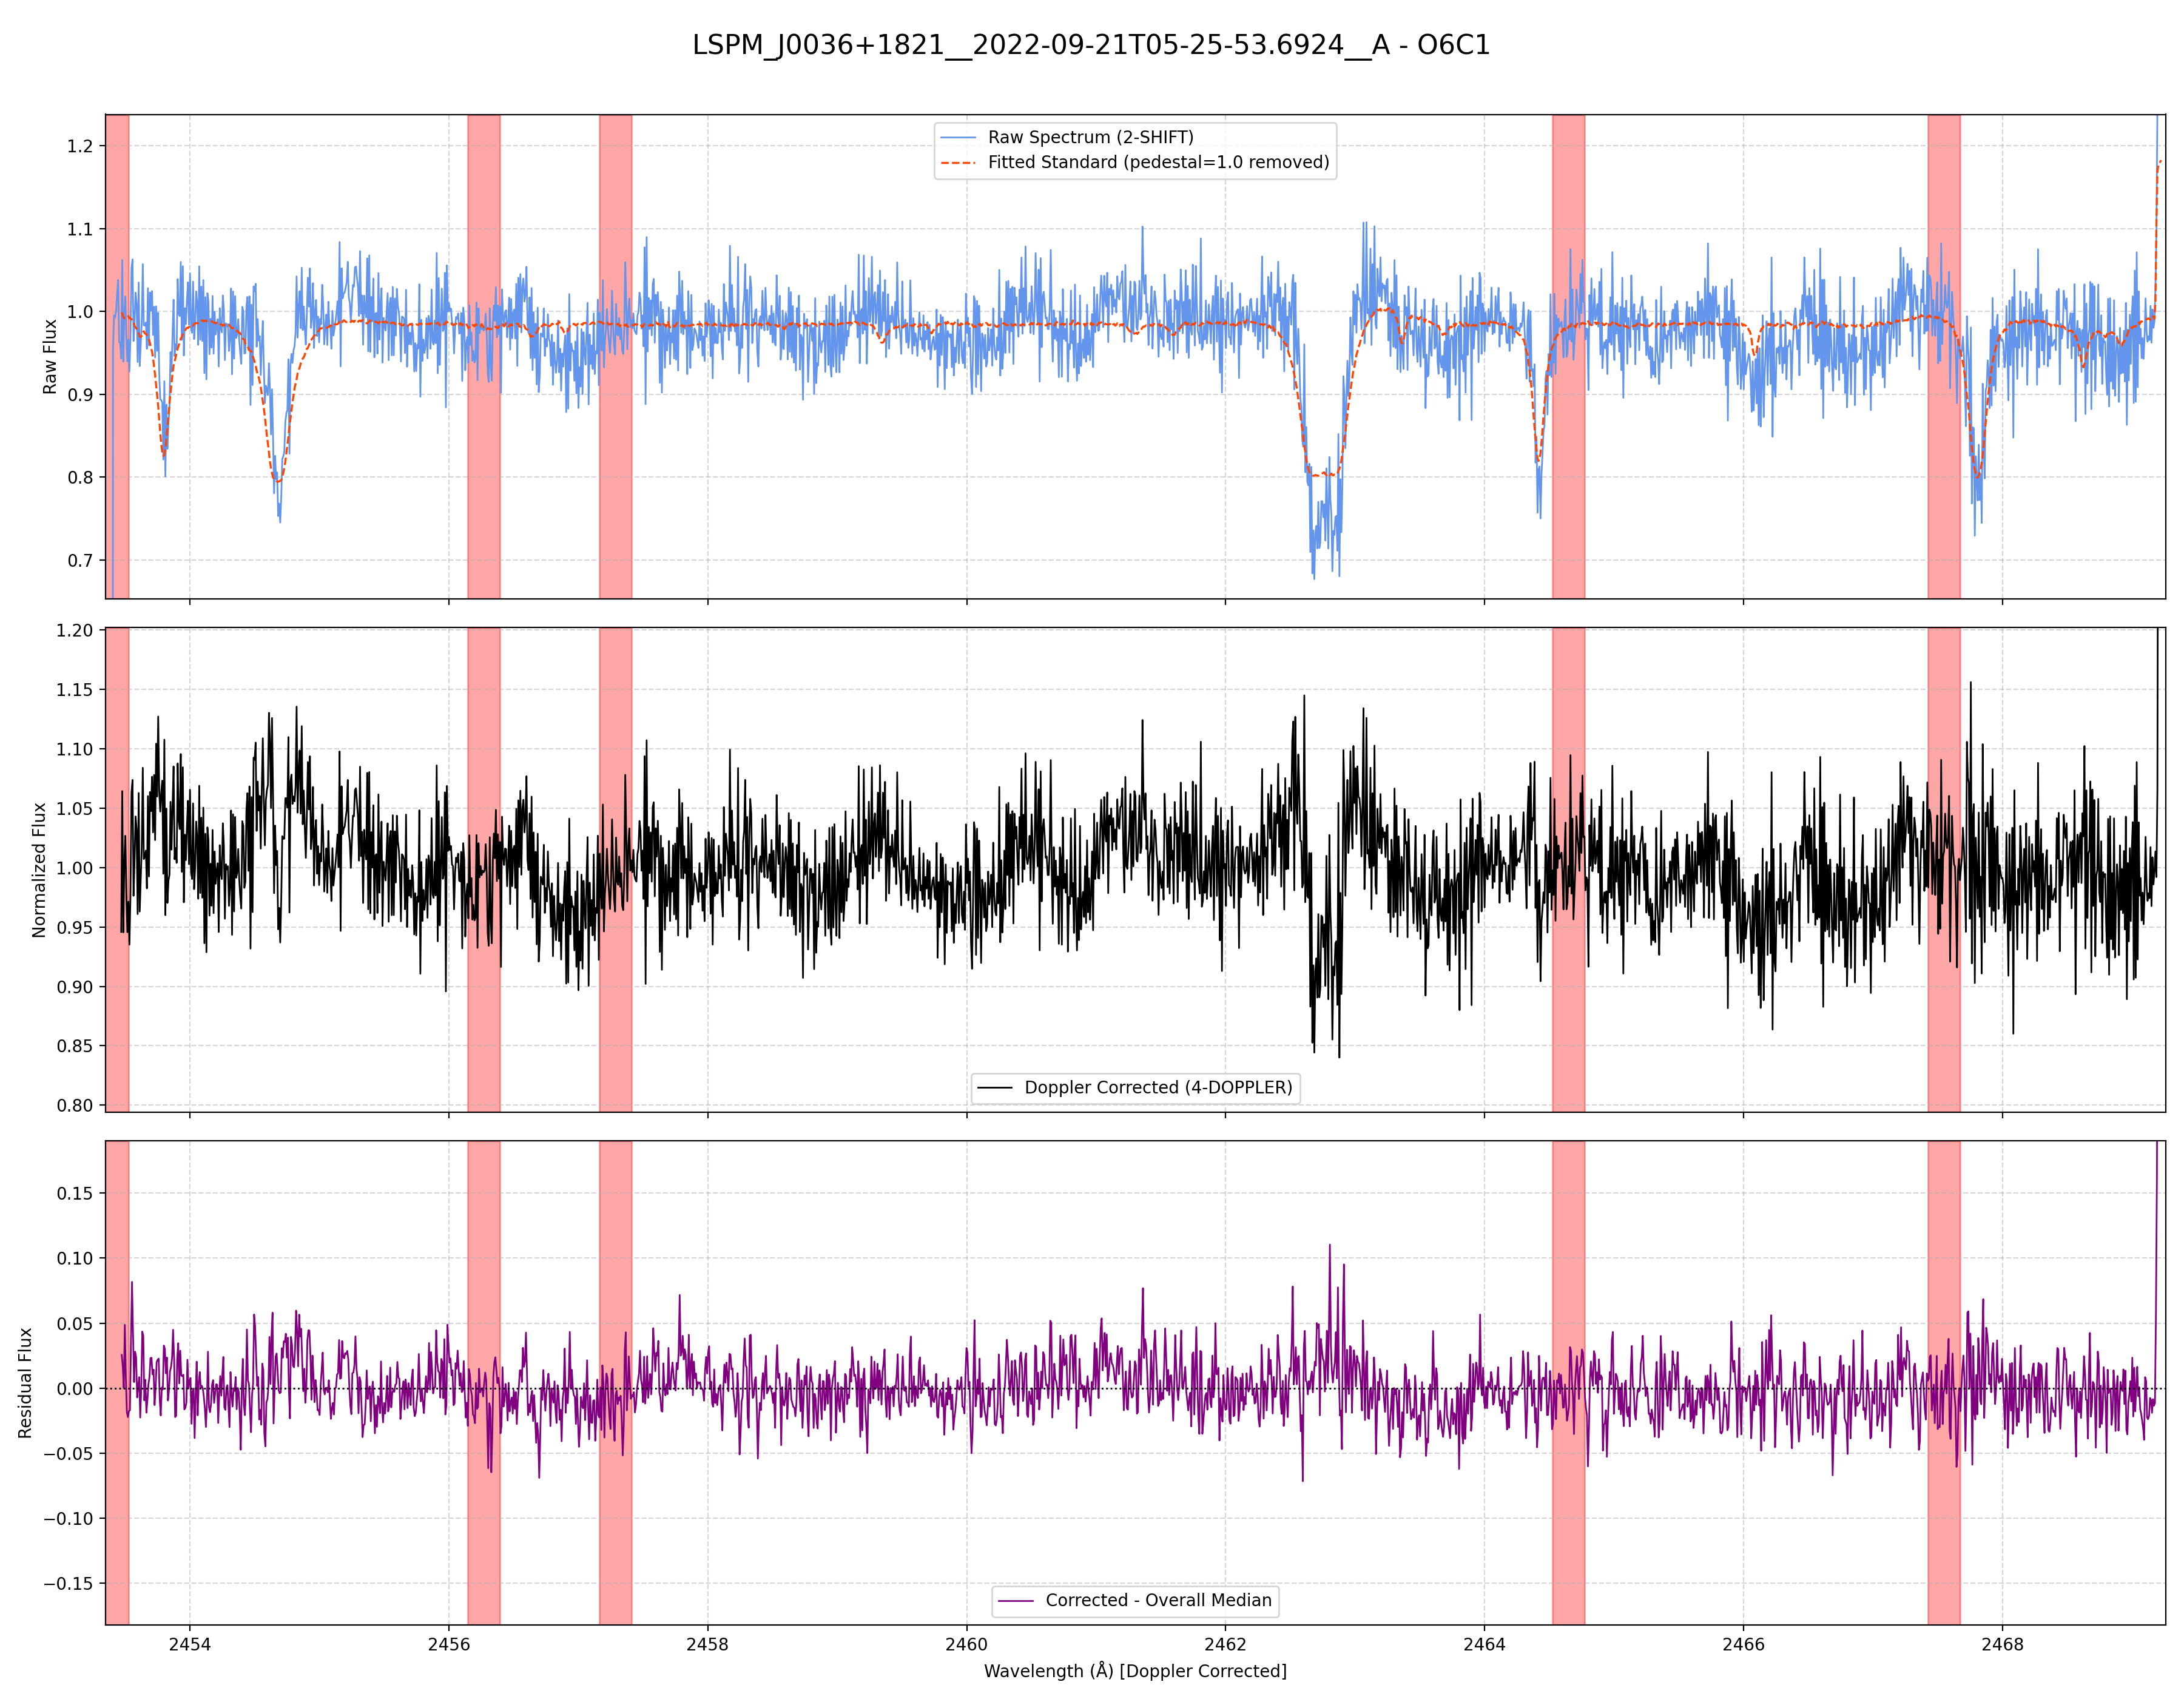 LSPM_J0036+1821__2022-09-21T05-25-53.6924__A - O6C1
Raw Spectrum (2-SHIFT)
Fitted Standard (pedestal=1.0 removed)
Raw Flux
1.2
1.1
1.0
0.9
0.8
0.7
Normalized Flux
1.20
1.15
1.10
1.05
1.00
0.95
0.90
0.85
0.80
Doppler Corrected (4-DOPPLER)
Residual Flux
0.15
0.10
0.05
0.00
−0.05
−0.10
−0.15
Corrected - Overall Median
2454 2456 2458 2460 2462 2464 2466 2468
Wavelength (Å) [Doppler Corrected]